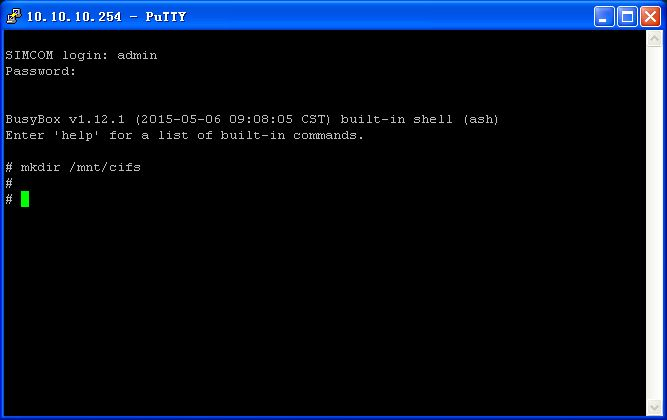 10.10.10.254 - PuTTY
SIMCOM login: admin
Password:
BusyBox v1.12.1 (2015-05-06 09:08:05 CST) built-in shell (ash)
Enter 'help' for a list of built-in commands.
# mkdir /mnt/cifs
#
#